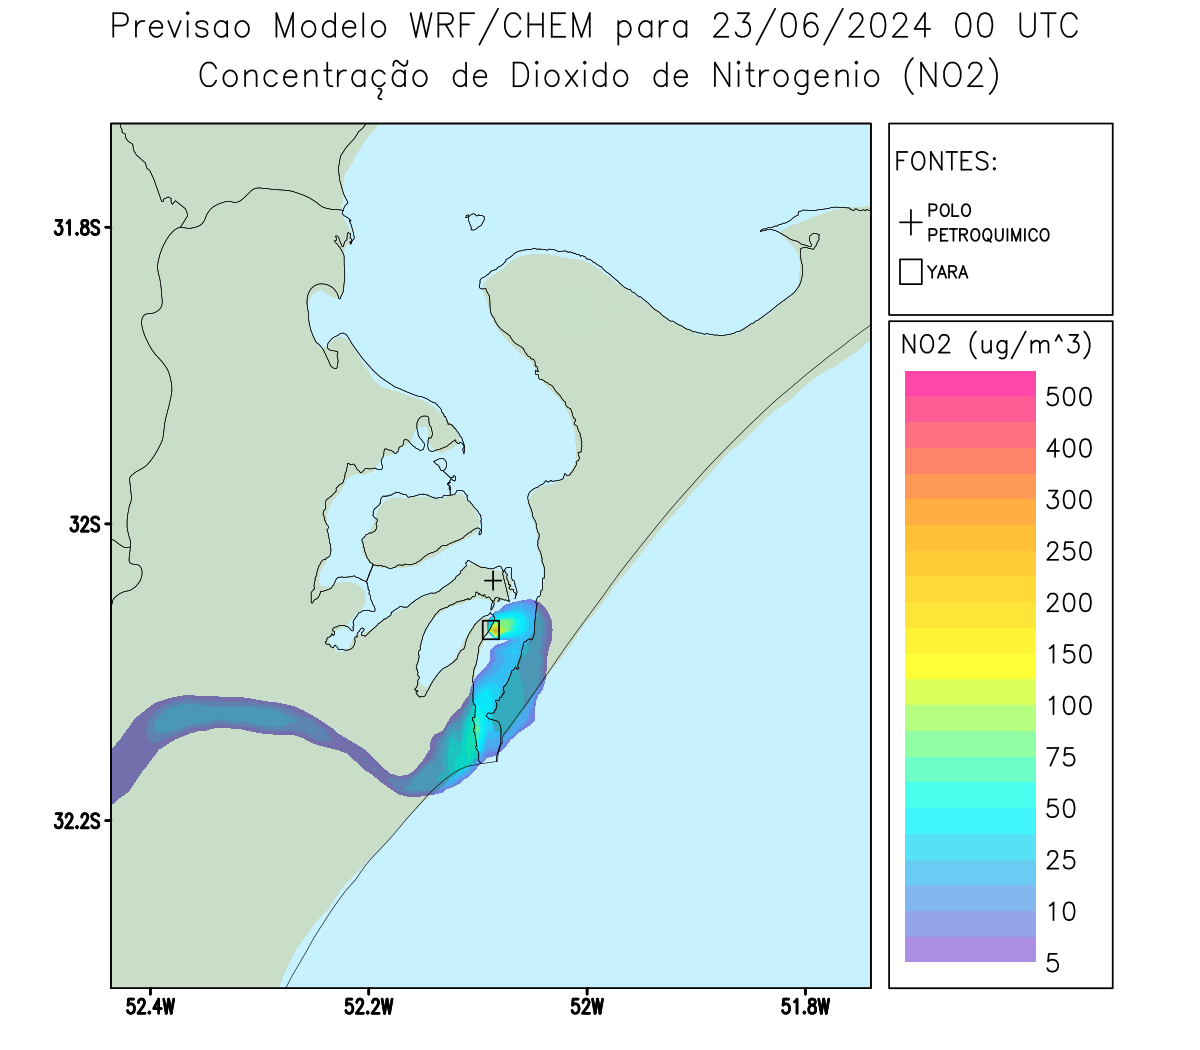 Previsao Modelo WRF/CHEM para 23/06/2024 00 UTC
Concentração de Dioxido de Nitrogenio (NO2)
FONTES:
POLO
PETROQUIMICO
YARA
NO2 (ug/m^3)
500
400
300
250
200
150
100
75
50
25
10
5
31.8S
32S
32.2S
52.4W
52.2W
52W
51.8W